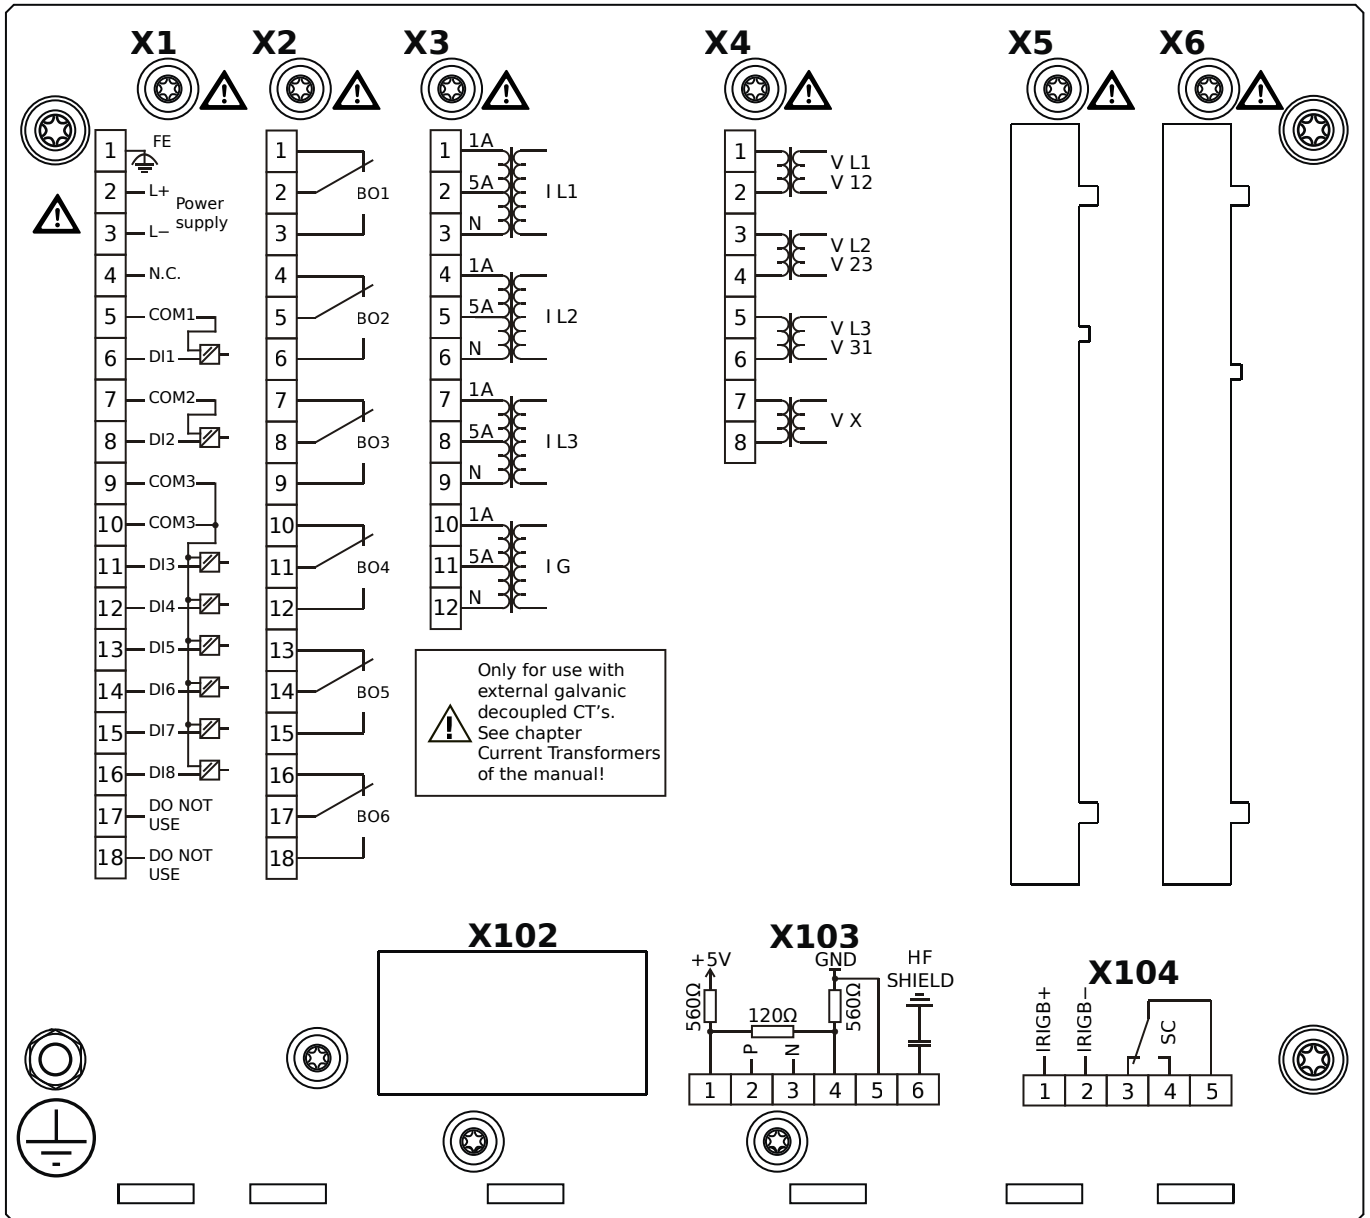 X1
X2
X3
X4
X5
X6
1
FE
2
L+
Power
supply
3
L−
4
N.C.
5
COM1
6
DI1
7
COM2
8
DI2
9
COM3
10
COM3
11
DI3
12
DI4
13
DI5
14
DI6
15
DI7
16
DI8
17
DO NOT
USE
18
DO NOT
USE
1
2
BO1
3
4
5
BO2
6
7
8
BO3
9
10
11
BO4
12
13
14
BO5
15
16
17
BO6
18
1
1A
2
5A
I L1
3
N
4
1A
5
5A
I L2
6
N
7
1A
8
5A
I L3
9
N
10
1A
11
5A
I G
12
N
Only for use with
external galvanic
decoupled CT's.
See chapter
Current Transformers
of the manual!
1
V L1
2
V 12
3
V L2
4
V 23
5
V L3
6
V 31
7
V X
8
X102
X103
+5V
GND
HF
SHIELD
560Ω
120Ω
560Ω
P
N
1 2 3 4 5 6
X104
IRIGB+
IRIGB−
SC
1 2 3 4 5